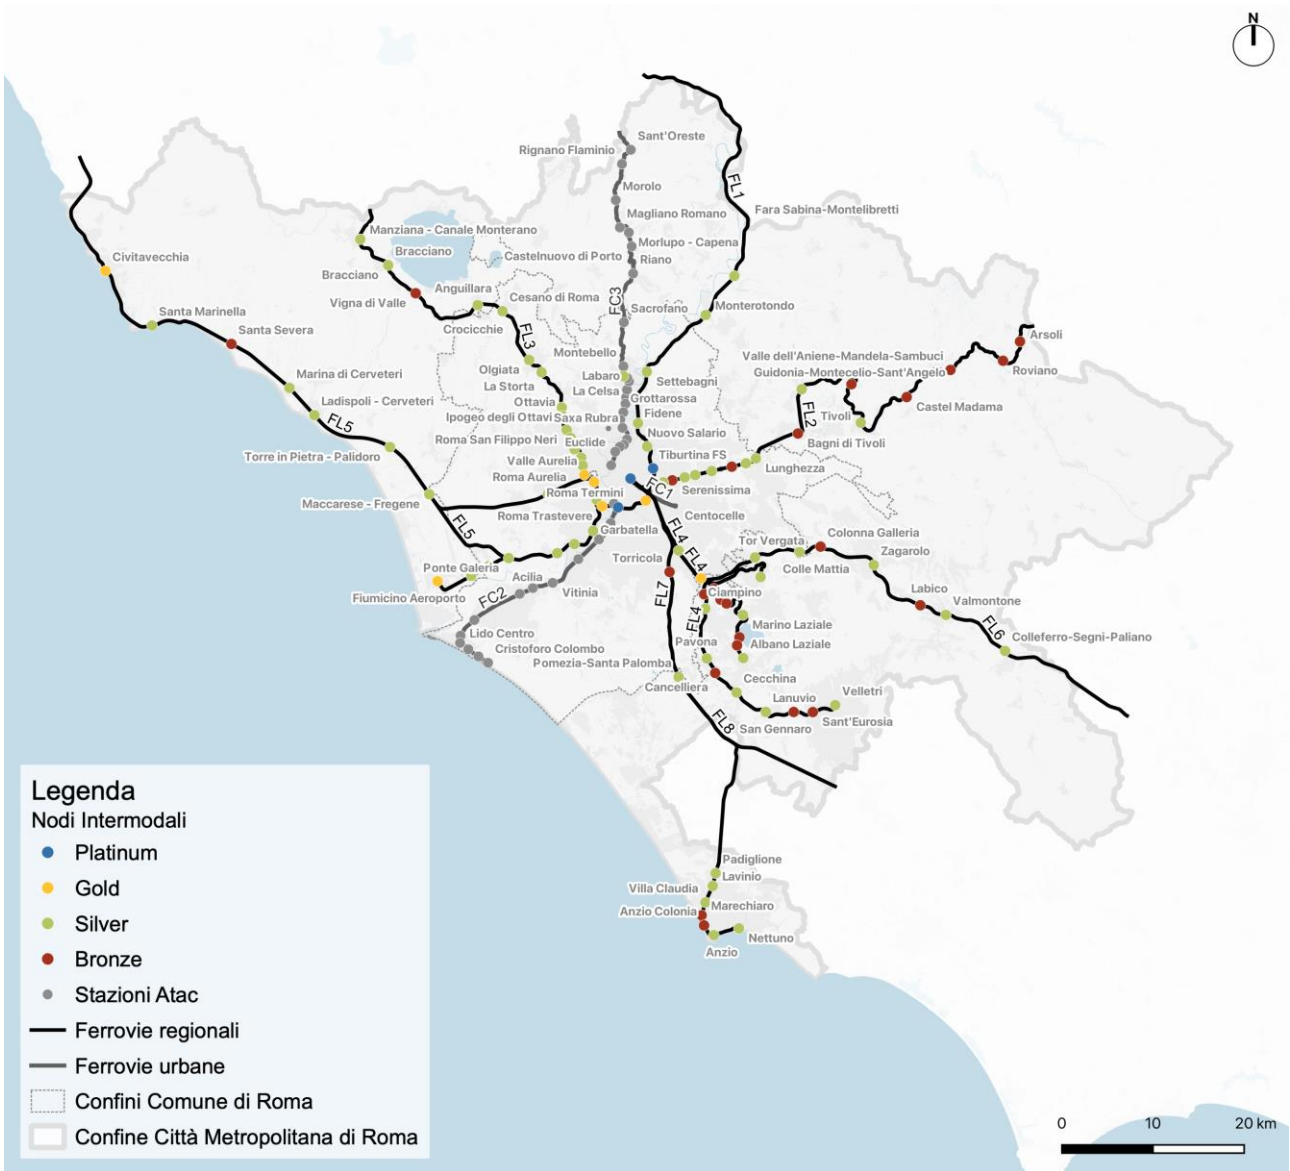 N
Sant'Oreste
Rignano Flaminio
Morolo
FL1
Magliano Romano
Fara Sabina-Montelibretti
Manziana - Canale Monterano
Morlupo - Capena
Bracciano
Castelnuovo di Porto
Riano
Civitavecchia
Bracciano
Anguillara
Cesano di Roma
FC3
Vigna di Valle
Sacrofano
Monterotondo
Santa Marinella
Santa Severa
Crocicchie
FL3
Arsoli
Montebello
Valle dell'Aniene-Mandela-Sambuci
Guidonia-Montecelio-Sant'Angelo
Roviano
Olgiata
Labaro
Settebagni
Marina di Cerveteri
La Storta
La Celsa
Castel Madama
Ottavia
Grottarossa
Ladispoli - Cerveteri
Ipogeo degli Ottavi
Saxa Rubra
Fidene
FL2
Tivoli
FL5
Roma San Filippo Neri
Euclide
Nuovo Salario
Bagni di Tivoli
Torre in Pietra - Palidoro
Valle Aurelia
Tiburtina FS
Lunghezza
Roma Aurelia
FC1
Serenissima
Roma Termini
Maccarese - Fregene
Roma Trastevere
Centocelle
FL5
Garbatella
FL4
Tor Vergata
Colonna Galleria
Torricola
FL4
Zagarolo
Ponte Galeria
Colle Mattia
Acilia
Fiumicino Aeroporto
FC2
Vitinia
FL7
Ciampino
Labico
Valmontone
FL4
Marino Laziale
FL6
Lido Centro
Pavona
Albano Laziale
Colleferro-Segni-Paliano
Cristoforo Colombo
Pomezia-Santa Palomba
Cecchina
Cancelliera
Lanuvio
Velletri
FL8
San Gennaro
Sant'Eurosia
Padiglione
Lavinio
Villa Claudia
Marechiaro
Anzio Colonia
Nettuno
Anzio
Legenda
Nodi Intermodali
Platinum
Gold
Silver
Bronze
Stazioni Atac
Ferrovie regionali
Ferrovie urbane
Confini Comune di Roma
Confine Città Metropolitana di Roma
0 10 20 km